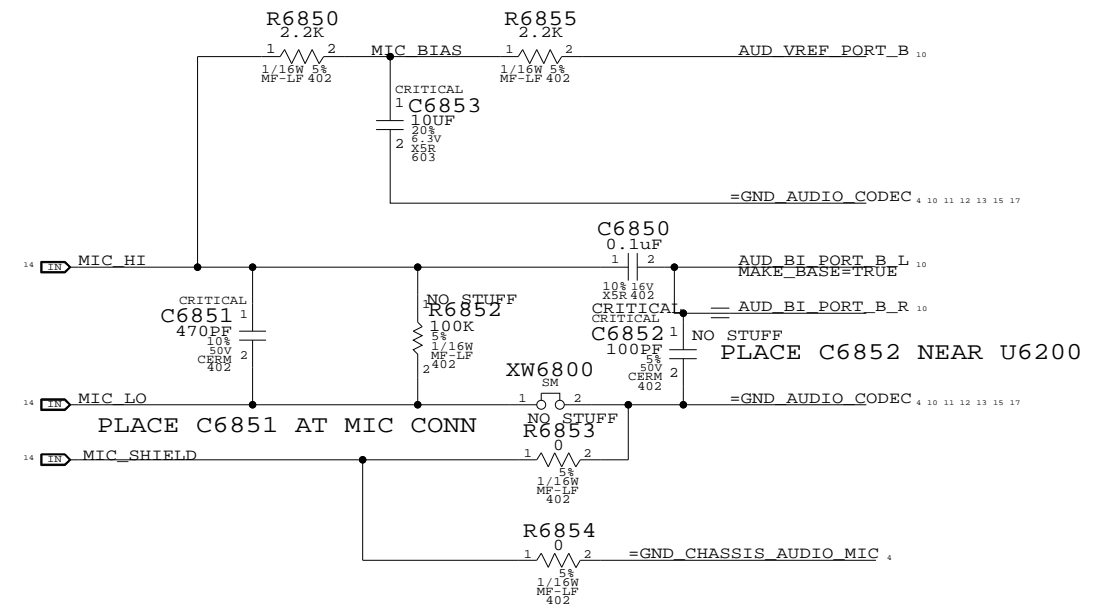 R6850
2.2K
1 2
1/16W 5%
MF-LF 402
MIC_BIAS
R6855
2.2K
1 2
1/16W 5%
MF-LF 402
AUD_VREF_PORT_B 10
CRITICAL
1 C6853
10UF
20%
6.3V
2 X5R
603
=GND_AUDIO_CODEC 4 10 11 12 13 15 17
14 IN MIC_HI
C6850
0.1uF
1 2
10% 16V
X5R 402
CRITICAL
AUD_BI_PORT_B_L 10
MAKE_BASE=TRUE
AUD_BI_PORT_B_R 10
CRITICAL
C6851 1
470PF
10%
50V 2
CERM
402
NO STUFF
1 R6852
100K
5%
1/16W
MF-LF
2 402
CRITICAL
C6852 1
NO STUFF
100PF
5%
50V 2
CERM
402
PLACE C6852 NEAR U6200
XW6800
SM
1 2
14 IN MIC_LO
=GND_AUDIO_CODEC 4 10 11 12 13 15 17
PLACE C6851 AT MIC CONN
NO STUFF
R6853
0
1 2
5%
1/16W
MF-LF
402
14 IN MIC_SHIELD
R6854
0
1 2
5%
1/16W
MF-LF
402
=GND_CHASSIS_AUDIO_MIC 4